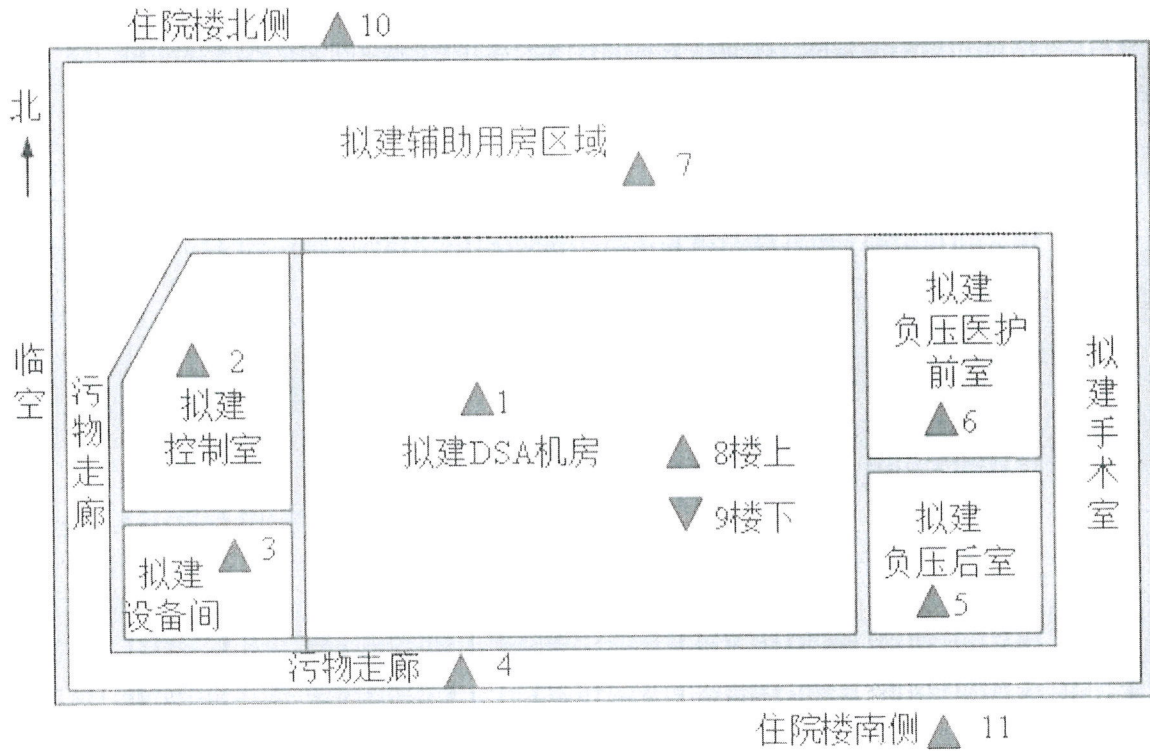 住院楼北侧 10
北
拟建辅助用房区域 7
临空
污物走廊
2
拟建
控制室
3
拟建
设备间
1
拟建DSA机房
8楼上
9楼下
拟建
负压医护
前室
6
拟建
负压后室
5
拟建手术室
污物走廊 4
住院楼南侧 11